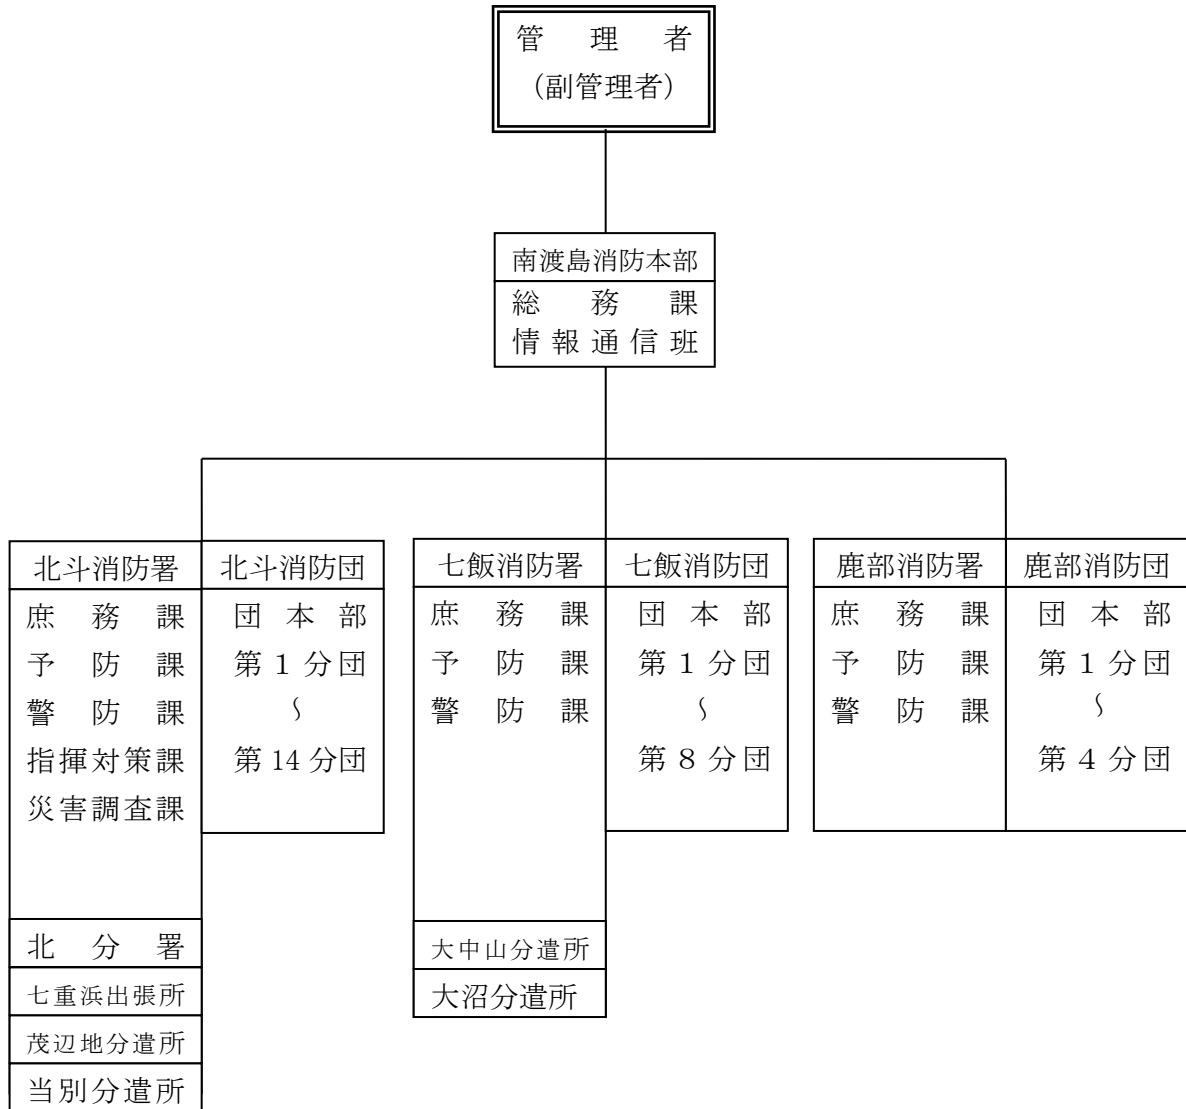 管理者
(副管理者)
南渡島消防本部
総務課
情報通信班
北斗消防署
庶務課
予防課
警防課
指揮対策課
災害調査課
北分署
七重浜出張所
茂辺地分遣所
当別分遣所
北斗消防団
団本部
第1分団
～
第14分団
七飯消防署
庶務課
予防課
警防課
大中山分遣所
大沼分遣所
七飯消防団
団本部
第1分団
～
第8分団
鹿部消防署
庶務課
予防課
警防課
鹿部消防団
団本部
第1分団
～
第4分団